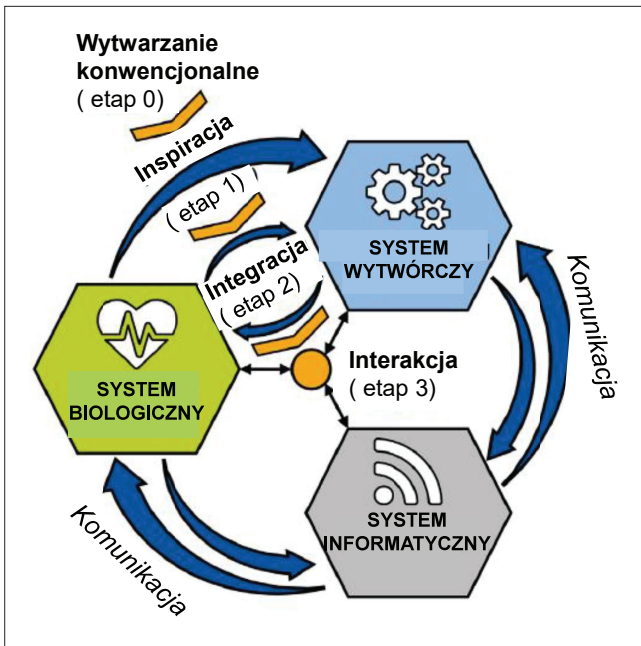 Wytwarzanie
konwencjonalne
( etap 0)
Inspiracja
( etap 1)
Integracja
( etap 2)
SYSTEM
WYTWÓRCZY
Komunikacja
SYSTEM
BIOLOGICZNY
Interakcja
( etap 3)
SYSTEM
INFORMATYCZNY
Komunikacja